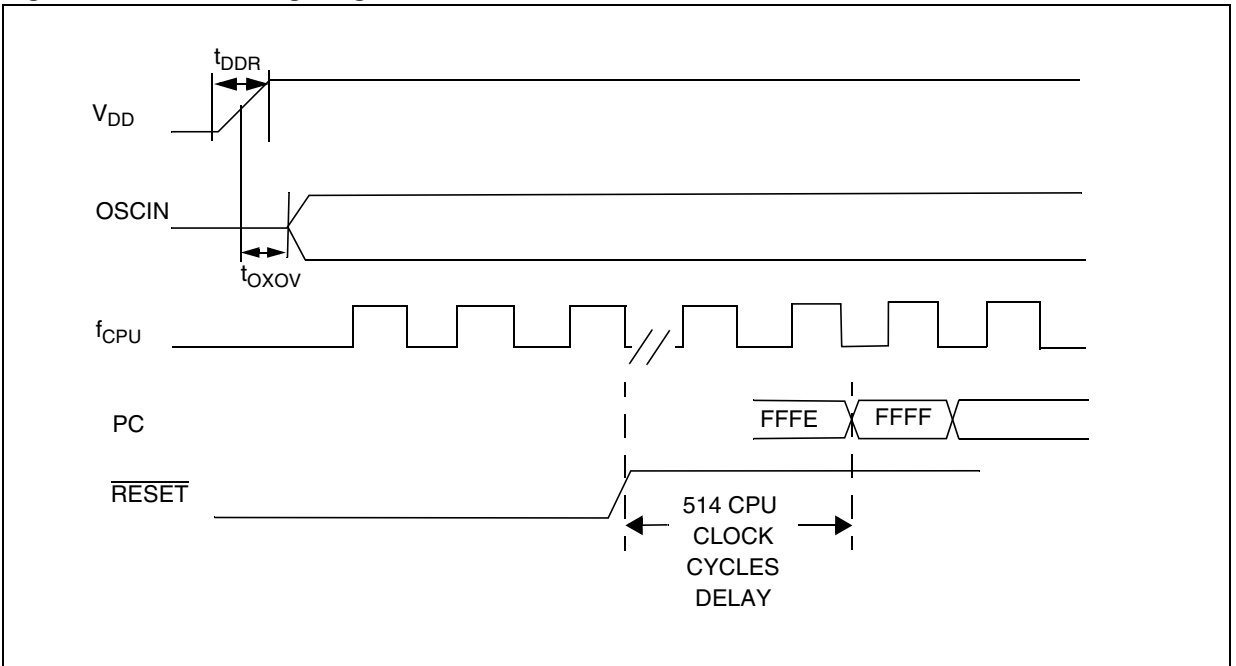 tDDR
VDD
OSCIN
tOXOV
fCPU
PC
FFFE
FFFF
RESET
514 CPU
CLOCK
CYCLES
DELAY